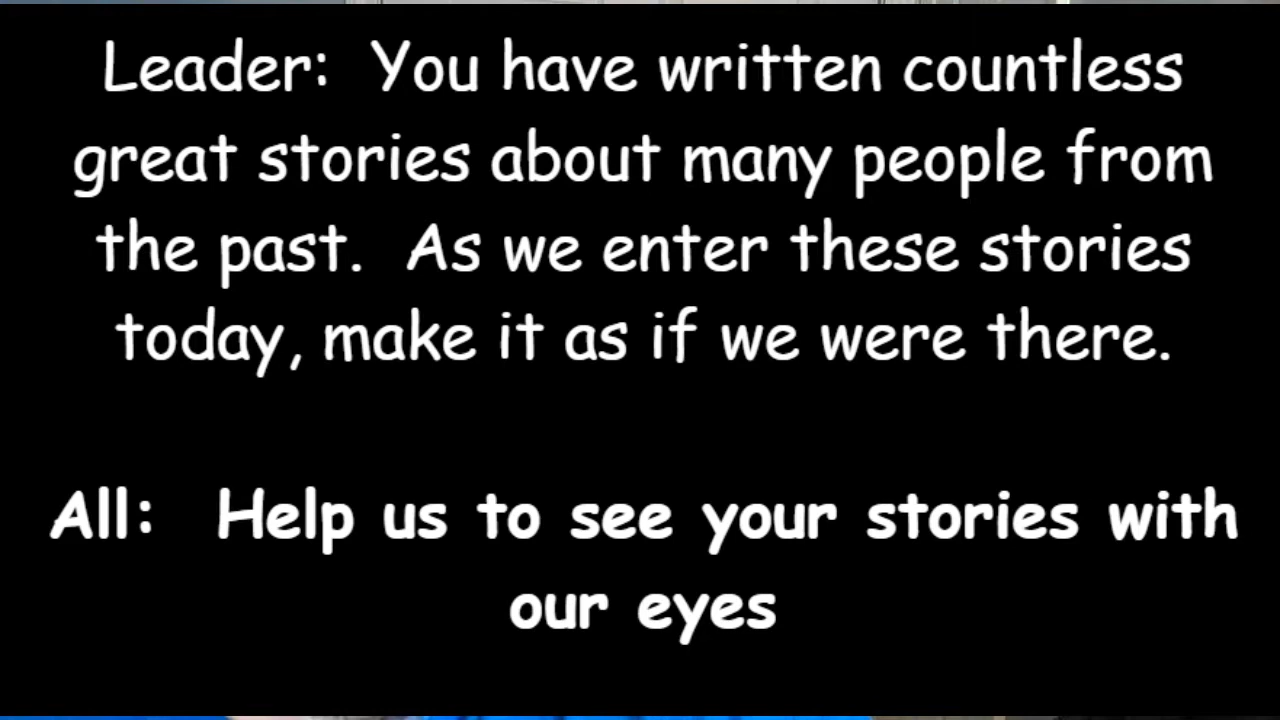 Leader:  You have written countless
great stories about many people from
the past.  As we enter these stories
today, make it as if we were there.
All:   Help us to see your stories with
our eyes